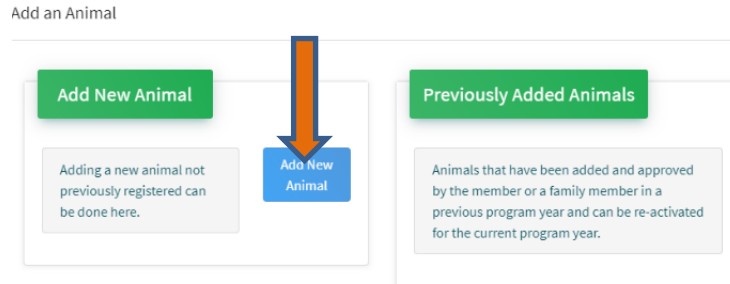 Add an Animal
Add New Animal
Adding a new animal not
previously registered can
be done here.
Add New
Animal
Previously Added Animals
Animals that have been added and approved
by the member or a family member in a
previous program year and can be re-activated
for the current program year.